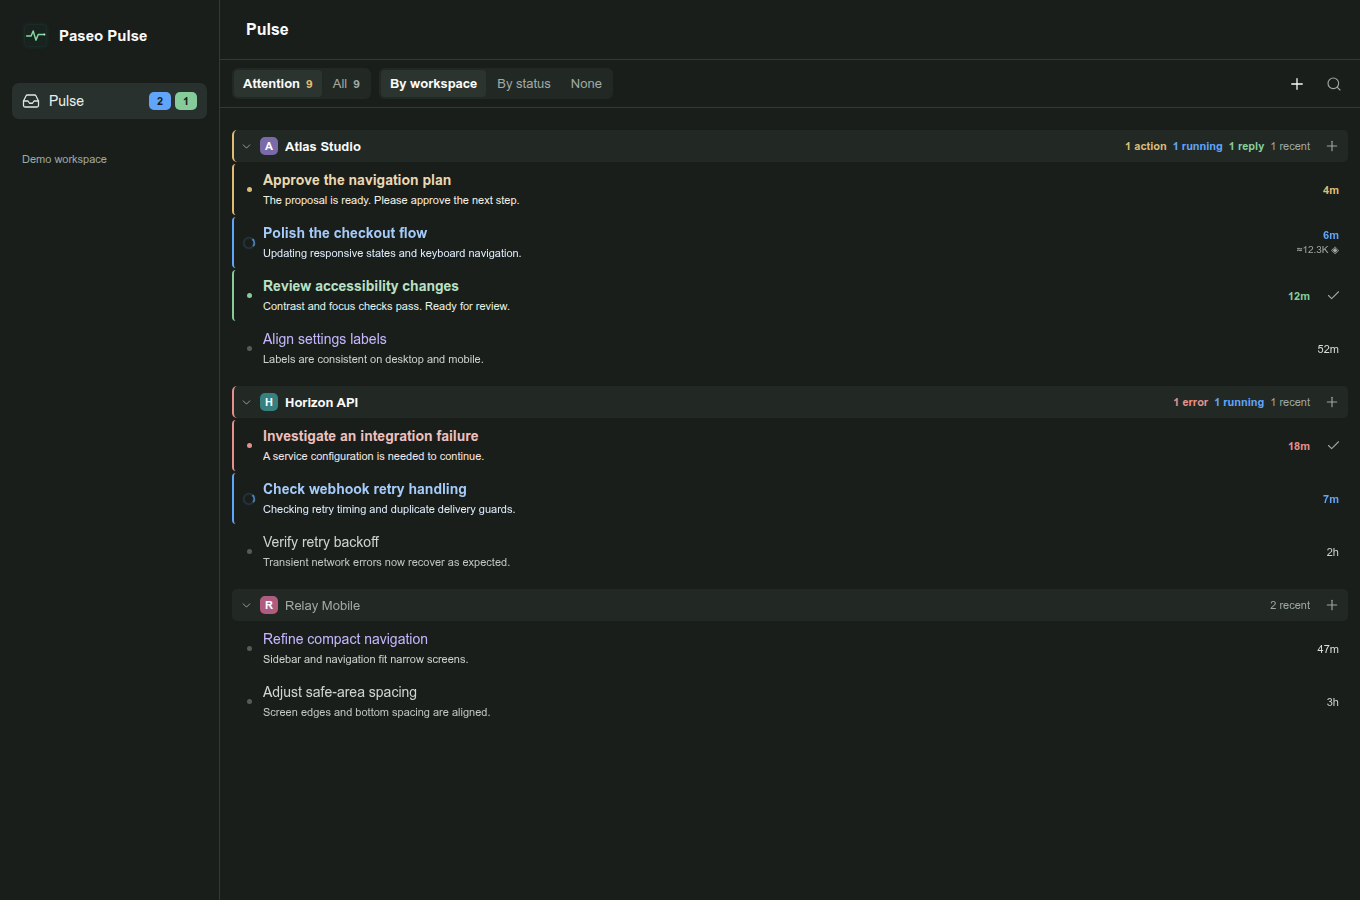 Paseo Pulse
Pulse 2 1
Demo workspace
Pulse
Attention 9 All 9 By workspace By status None
A Atlas Studio 1 action 1 running 1 reply 1 recent
Approve the navigation plan
The proposal is ready. Please approve the next step.
4m
Polish the checkout flow
Updating responsive states and keyboard navigation.
6m
≈12.3K ◈
Review accessibility changes
Contrast and focus checks pass. Ready for review.
12m
Align settings labels
Labels are consistent on desktop and mobile.
52m
H Horizon API 1 error 1 running 1 recent
Investigate an integration failure
A service configuration is needed to continue.
18m
Check webhook retry handling
Checking retry timing and duplicate delivery guards.
7m
Verify retry backoff
Transient network errors now recover as expected.
2h
R Relay Mobile 2 recent
Refine compact navigation
Sidebar and navigation fit narrow screens.
47m
Adjust safe-area spacing
Screen edges and bottom spacing are aligned.
3h